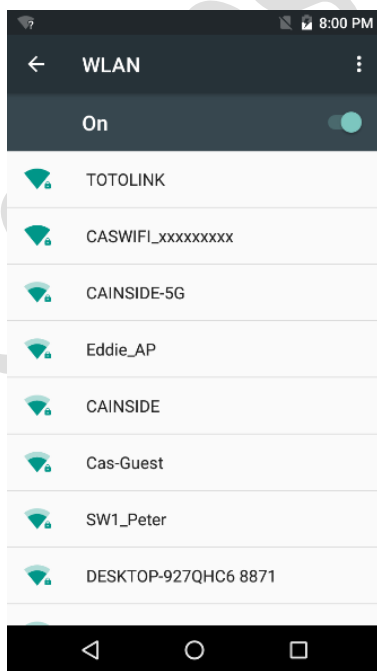 8:00 PM
WLAN
On
TOTOLINK
CASWIFI_xxxxxxxxx
CAINSIDE-5G
Eddie_AP
CAINSIDE
Cas-Guest
SW1_Peter
DESKTOP-927QHC6 8871